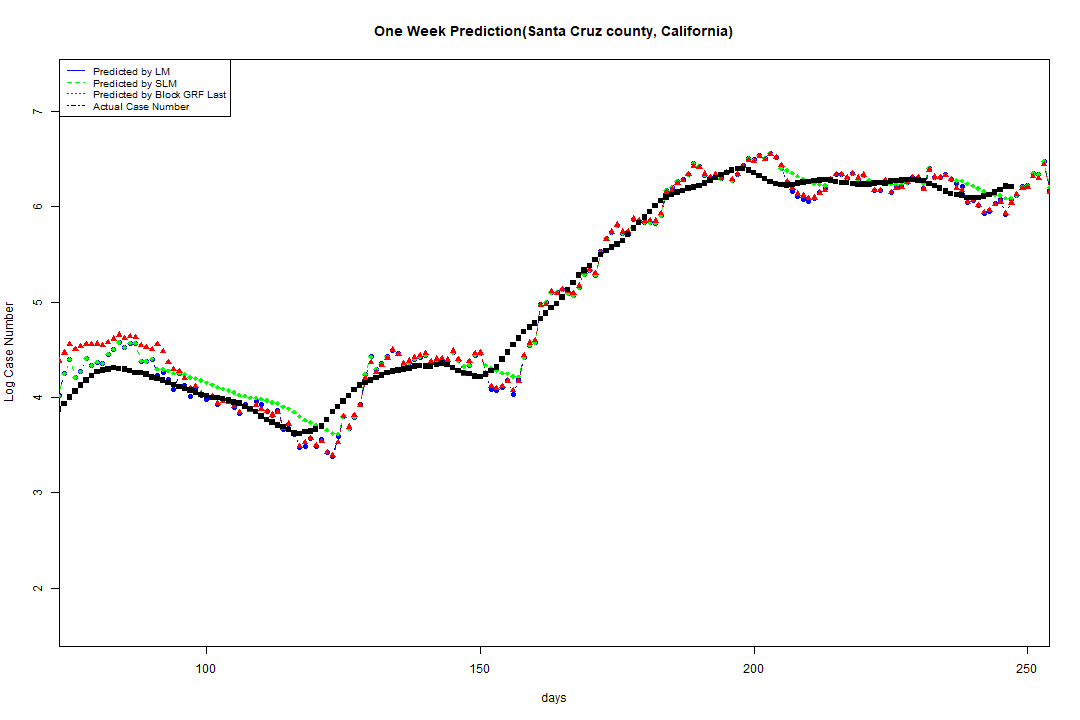 One Week Prediction(Santa Cruz county, California)
Predicted by LM
Predicted by SLM
Predicted by Block GRF Last
Actual Case Number
7
6
5
4
3
2
Log Case Number
100
150
200
250
days